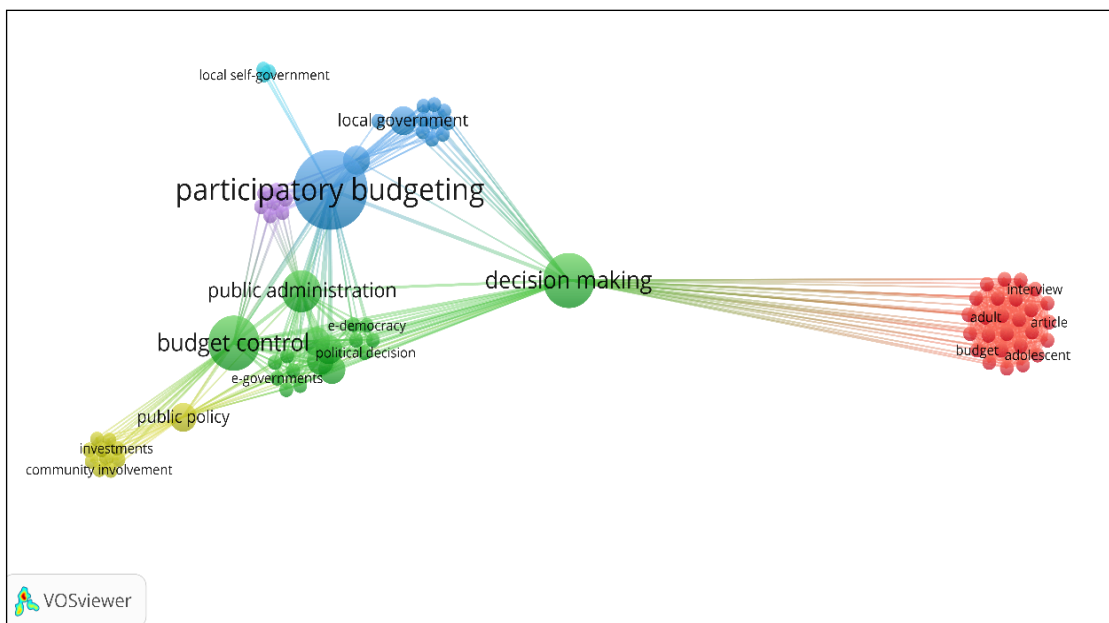 local self-government
local government
participatory budgeting
decision making
public administration
interview
adult
article
e-democracy
budget control
political decision
budget
adolescent
e-governments
public policy
investments
community involvement
VOSviewer